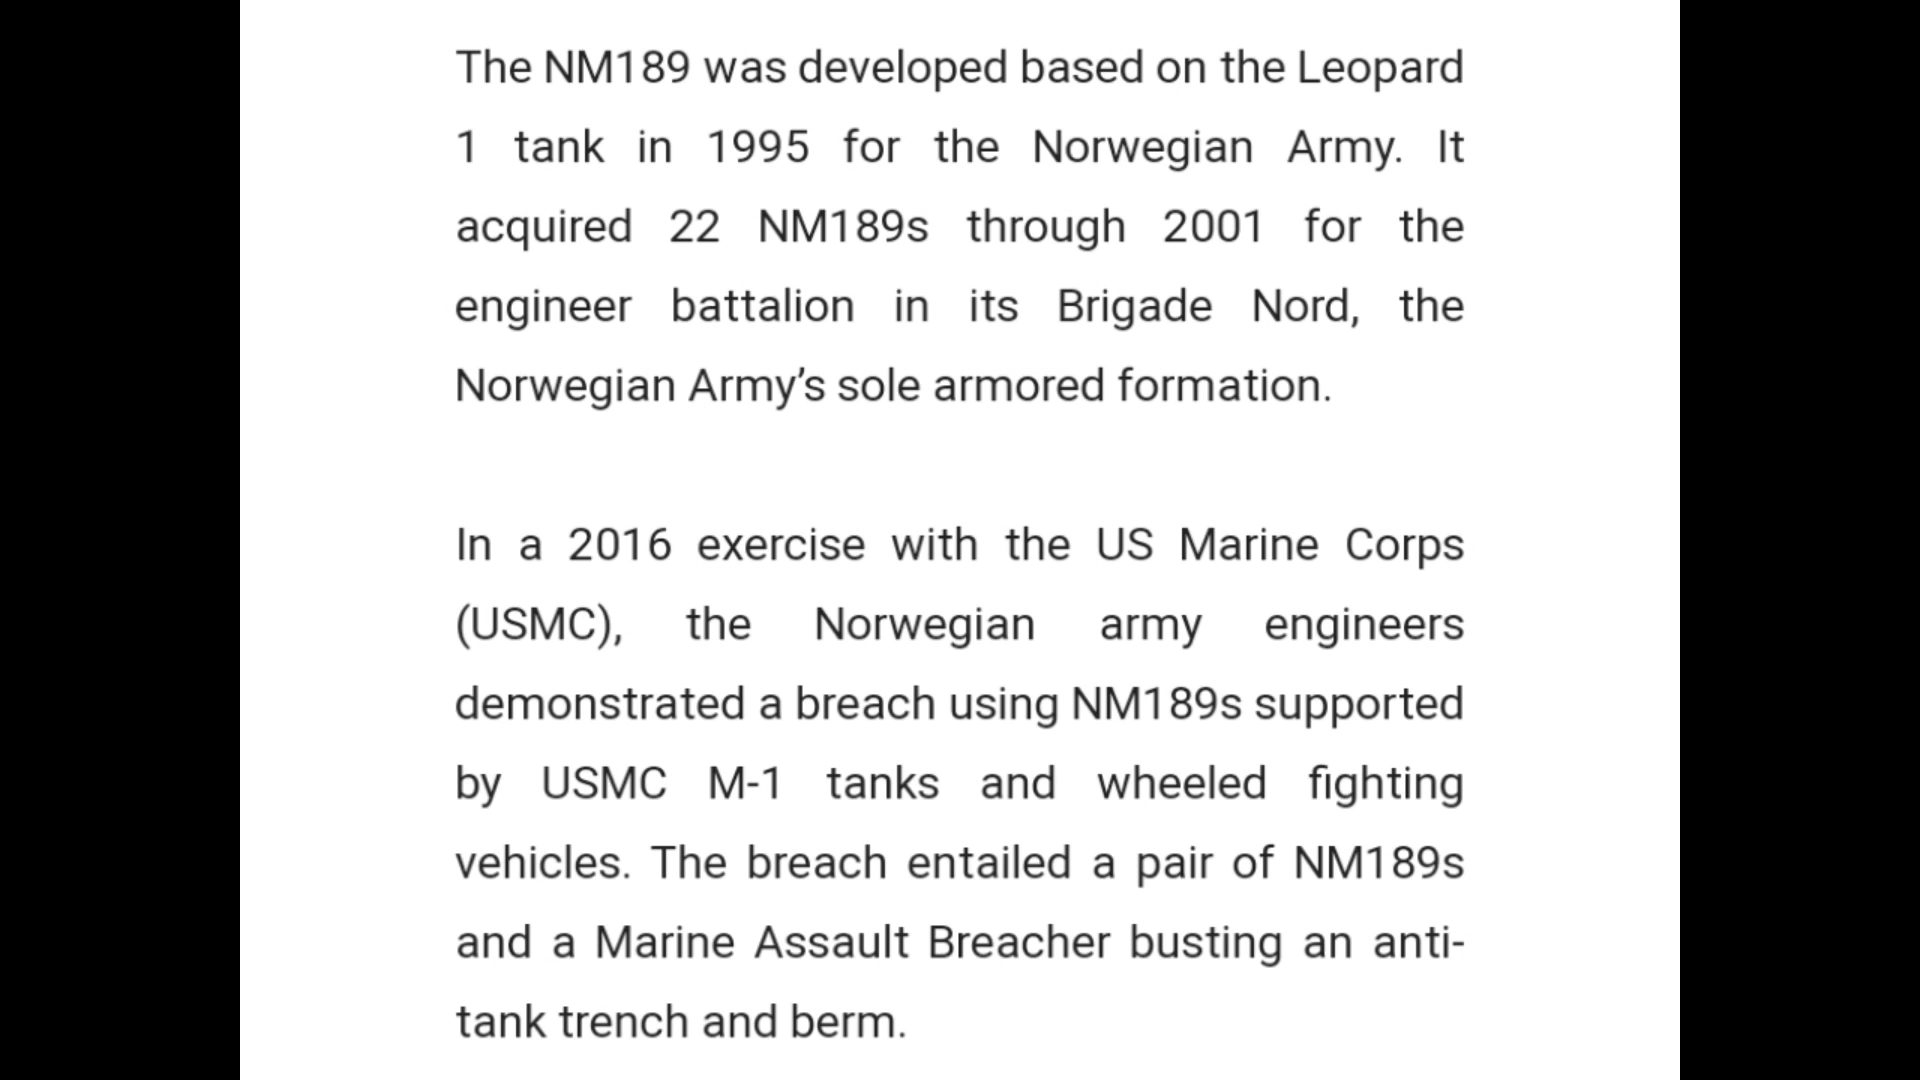 The NM189 was developed based on the Leopard
1 tank in 1995 for the Norwegian Army. It
acquired 22 NM189s through 2001 for the
engineer battalion in its Brigade Nord, the
Norwegian Army’s sole armored formation.
In a 2016 exercise with the US Marine Corps
(USMC), the Norwegian army engineers
demonstrated a breach using NM189s supported
by USMC M-1 tanks and wheeled fighting
vehicles. The breach entailed a pair of NM189s
and a Marine Assault Breacher busting an anti-
tank trench and berm.